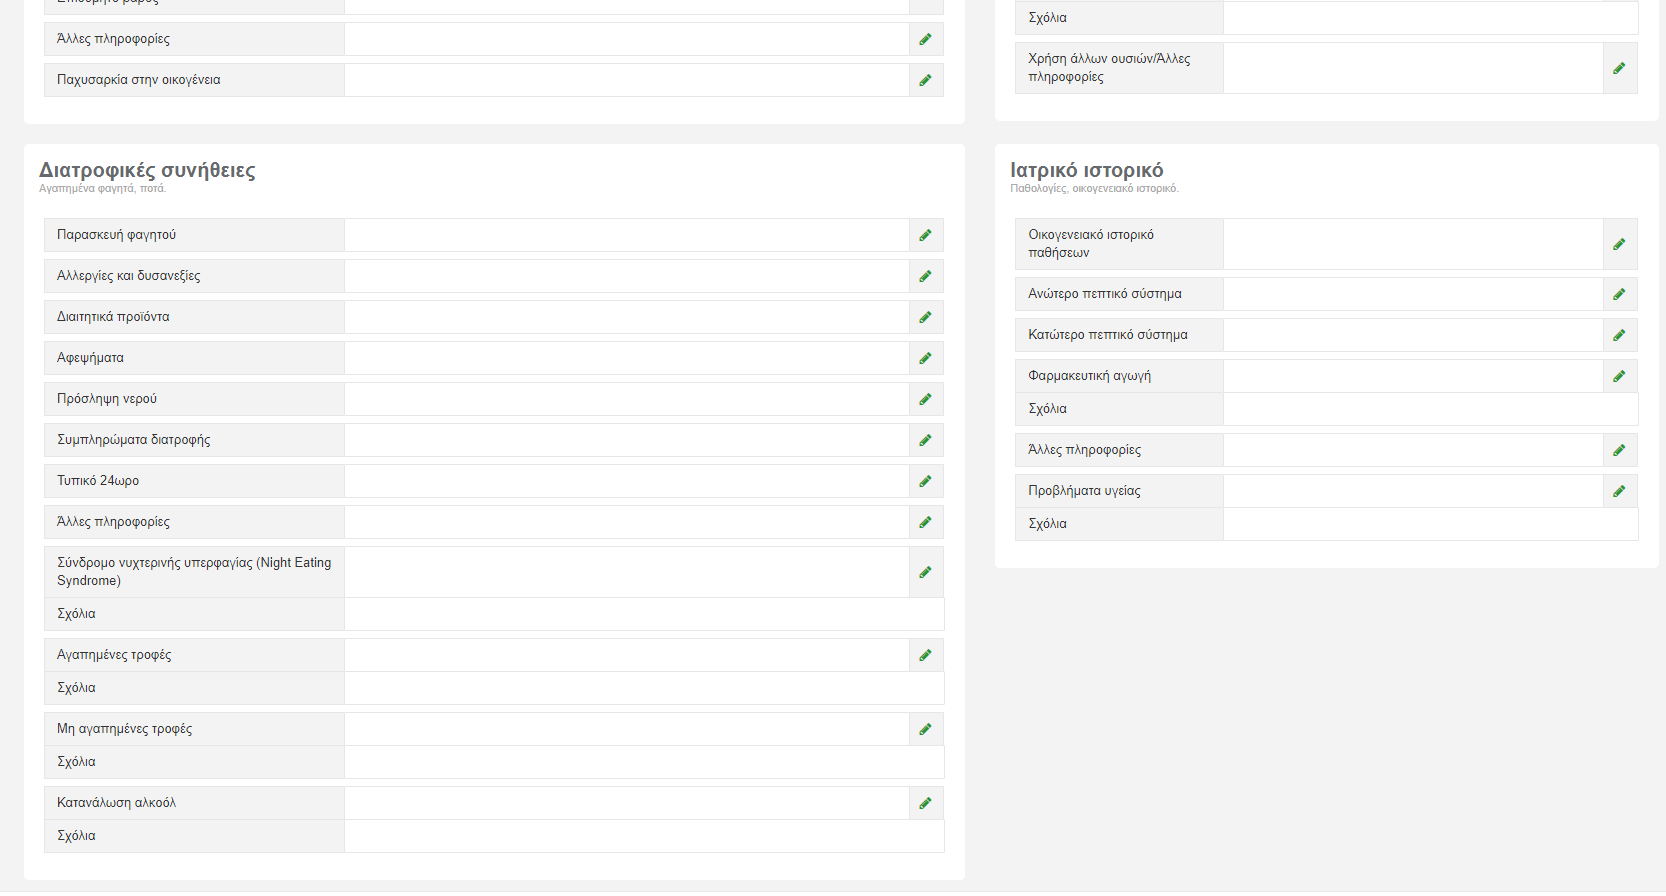 Επιθυμητό βάρος
Άλλες πληροφορίες
Παχυσαρκία στην οικογένεια
Σχόλια
Χρήση άλλων ουσιών/Άλλες
πληροφορίες
Διατροφικές συνήθειες
Αγαπημένα φαγητά, ποτά.
Παρασκευή φαγητού
Αλλεργίες και δυσανεξίες
Διαιτητικά προϊόντα
Αφεψήματα
Πρόσληψη νερού
Συμπληρώματα διατροφής
Τυπικό 24ωρο
Άλλες πληροφορίες
Σύνδρομο νυχτερινής υπερφαγίας (Night Eating
Syndrome)
Σχόλια
Αγαπημένες τροφές
Σχόλια
Μη αγαπημένες τροφές
Σχόλια
Κατανάλωση αλκοόλ
Σχόλια
Ιατρικό ιστορικό
Παθολογίες, οικογενειακό ιστορικό.
Οικογενειακό ιστορικό
παθήσεων
Ανώτερο πεπτικό σύστημα
Κατώτερο πεπτικό σύστημα
Φαρμακευτική αγωγή
Σχόλια
Άλλες πληροφορίες
Προβλήματα υγείας
Σχόλια